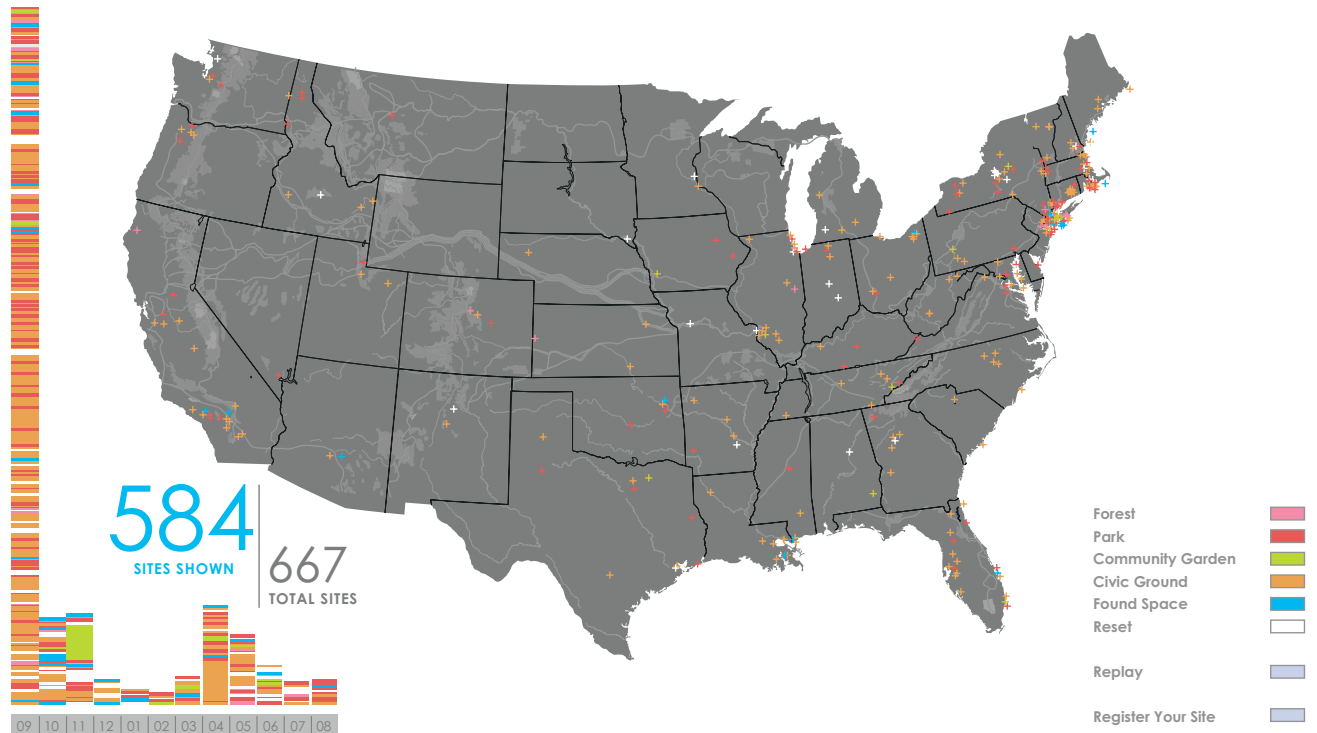 584
SITES SHOWN
667
TOTAL SITES
Forest
Park
Community Garden
Civic Ground
Found Space
Reset
Replay
Register Your Site
09 10 11 12 01 02 03 04 05 06 07 08